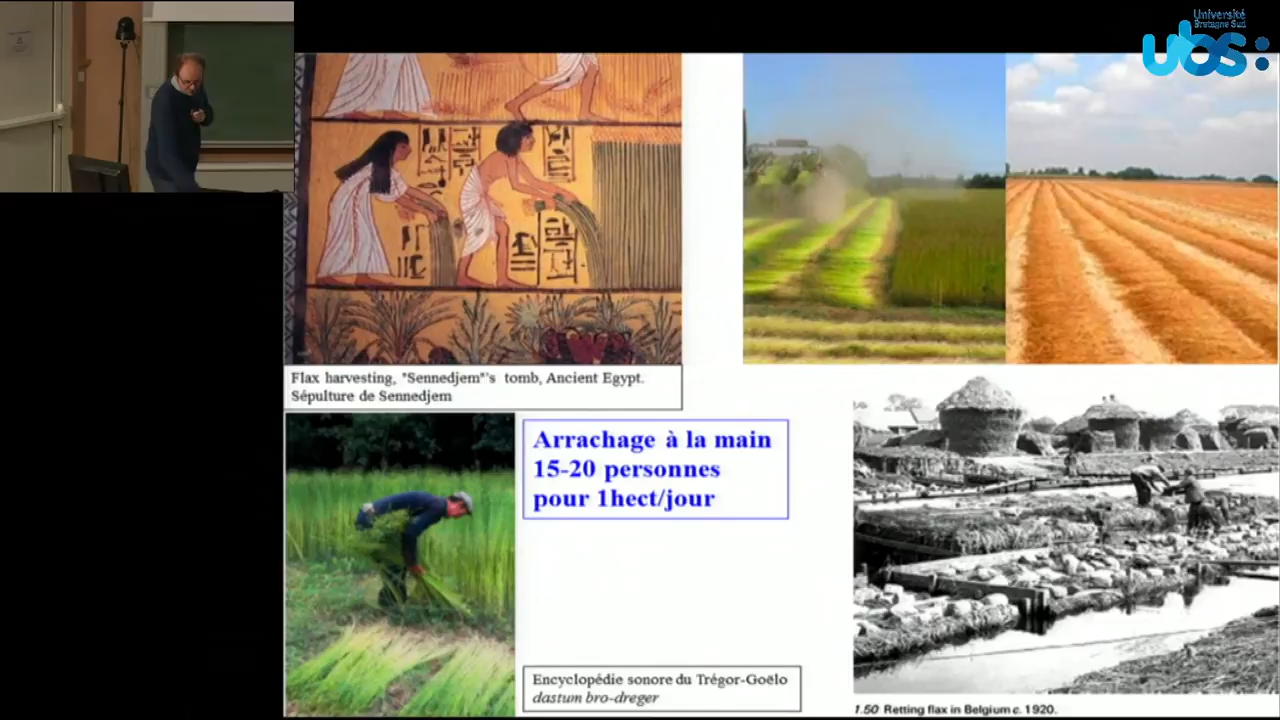 Université
Bretagne Sud
ubs:
Flax harvesting, "Sennedjem"'s tomb, Ancient Egypt.
Sépulture de Sennedjem
Arrachage à la main
15-20 personnes
pour 1hect/jour
Encyclopédie sonore du Trégor-Goëlo
dastum bro-dreger
1.50 Retting flax in Belgium c. 1920.